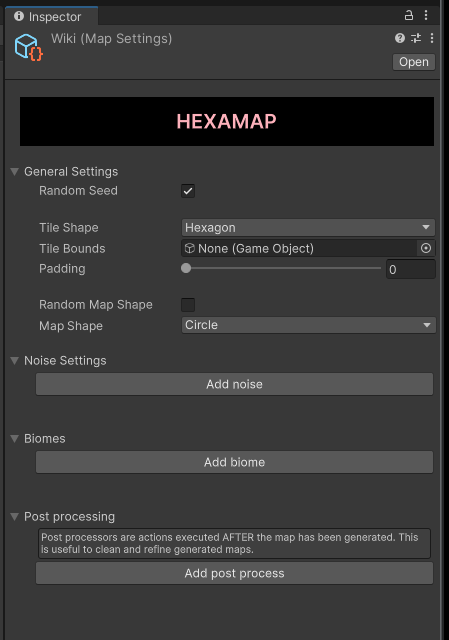 Inspector
Wiki (Map Settings)
Open
HEXAMAP
General Settings
Random Seed
Tile Shape Hexagon
Tile Bounds None (Game Object)
Padding 0
Random Map Shape
Map Shape Circle
Noise Settings
Add noise
Biomes
Add biome
Post processing
Post processors are actions executed AFTER the map has been generated. This
is useful to clean and refine generated maps.
Add post process